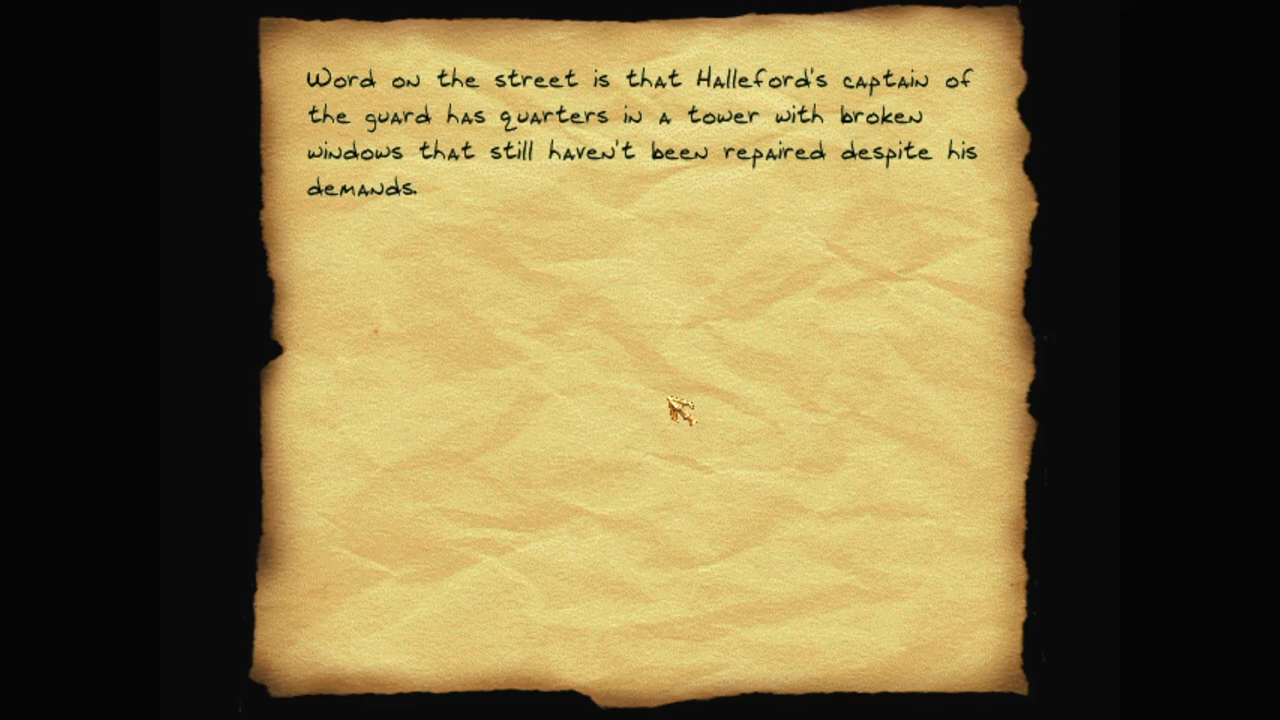 Word on the street is that Halleford's captain of
the guard has quarters in a tower with broken
windows that still haven't been repaired despite his
demands.